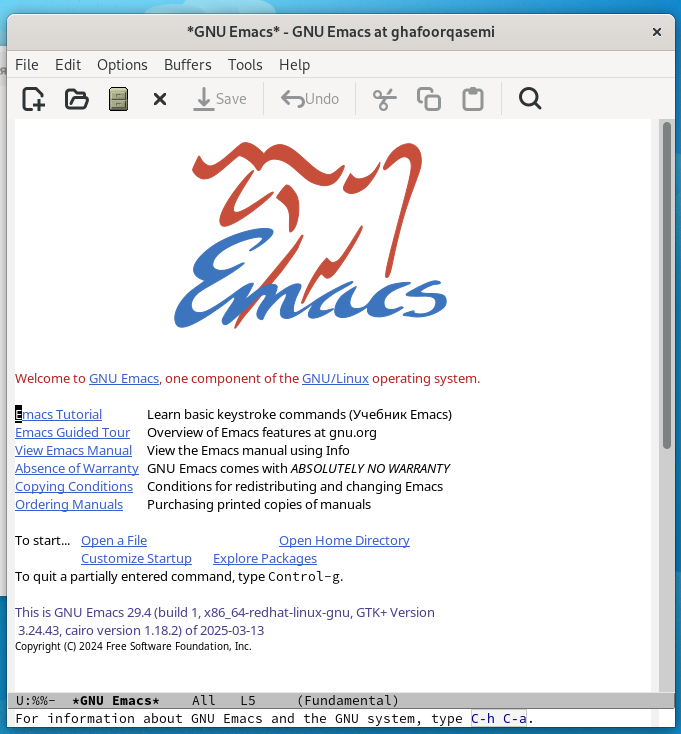 *GNU Emacs* - GNU Emacs at ghafoorqasemi
File Edit Options Buffers Tools Help
Save Undo
Emacs
Welcome to GNU Emacs, one component of the GNU/Linux operating system.
Emacs Tutorial Learn basic keystroke commands (Учебник Emacs)
Emacs Guided Tour Overview of Emacs features at gnu.org
View Emacs Manual View the Emacs manual using Info
Absence of Warranty GNU Emacs comes with ABSOLUTELY NO WARRANTY
Copying Conditions Conditions for redistributing and changing Emacs
Ordering Manuals Purchasing printed copies of manuals
To start... Open a File Open Home Directory
Customize Startup Explore Packages
To quit a partially entered command, type Control-g.
This is GNU Emacs 29.4 (build 1, x86_64-redhat-linux-gnu, GTK+ Version
3.24.43, cairo version 1.18.2) of 2025-03-13
Copyright (C) 2024 Free Software Foundation, Inc.
U:%%- *GNU Emacs* All L5 (Fundamental)
For information about GNU Emacs and the GNU system, type C-h C-a.